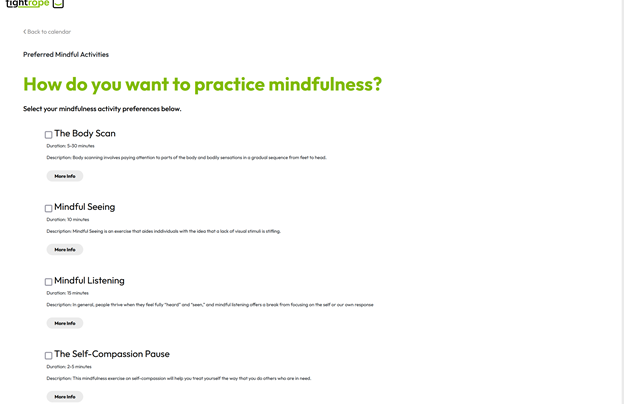 tightrope
< Back to calendar
Preferred Mindful Activities
How do you want to practice mindfulness?
Select your mindfulness activity preferences below.
The Body Scan
Duration: 5-30 minutes
Description: Body scanning involves paying attention to parts of the body and bodily sensations in a gradual sequence from feet to head.
More Info
Mindful Seeing
Duration: 10 minutes
Description: Mindful Seeing is an exercise that aides individuals with the idea that a lack of visual stimuli is stifling.
More Info
Mindful Listening
Duration: 15 minutes
Description: In general, people thrive when they feel fully "heard" and "seen," and mindful listening offers a break from focusing on the self or our own response
More Info
The Self-Compassion Pause
Duration: 2-3 minutes
Description: This mindfulness exercise on self-compassion will help you treat yourself the way that you do others who are in need.
More Info